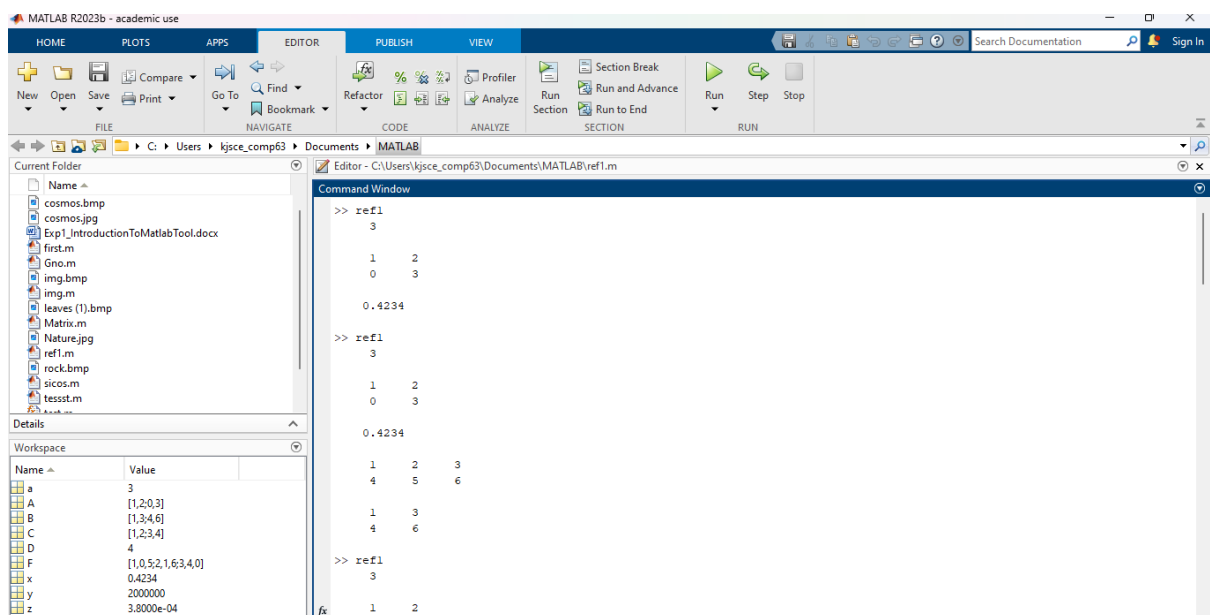 MATLAB R2023b - academic use
HOME PLOTS APPS EDITOR PUBLISH VIEW Search Documentation Sign In
New Open Save Compare Print Go To Find Bookmark Refactor Profiler Analyze Run Section Section Break Run and Advance Run to End Run Step Stop
FILE NAVIGATE CODE ANALYZE SECTION RUN
C: Users kjsce_comp63 Documents MATLAB
Current Folder
Name
cosmos.bmp
cosmos.jpg
Exp1_IntroductionToMatlabTool.docx
first.m
Gno.m
img.bmp
img.m
leaves (1).bmp
Matrix.m
Nature.jpg
ref1.m
rock.bmp
sicos.m
tessst.m
Details
Workspace
Name Value
a 3
A [1,2;0,3]
B [1,3;4,6]
C [1,2;3,4]
D 4
F [1,0,5;2,1,6;3,4,0]
x 0.4234
y 2000000
z 3.8000e-04
Editor - C:\Users\kjsce_comp63\Documents\MATLAB\ref1.m
Command Window
>> ref1
3
1 2
0 3
0.4234
>> ref1
3
1 2
0 3
0.4234
1 2 3
4 5 6
1 3
4 6
>> ref1
3
fx 1 2